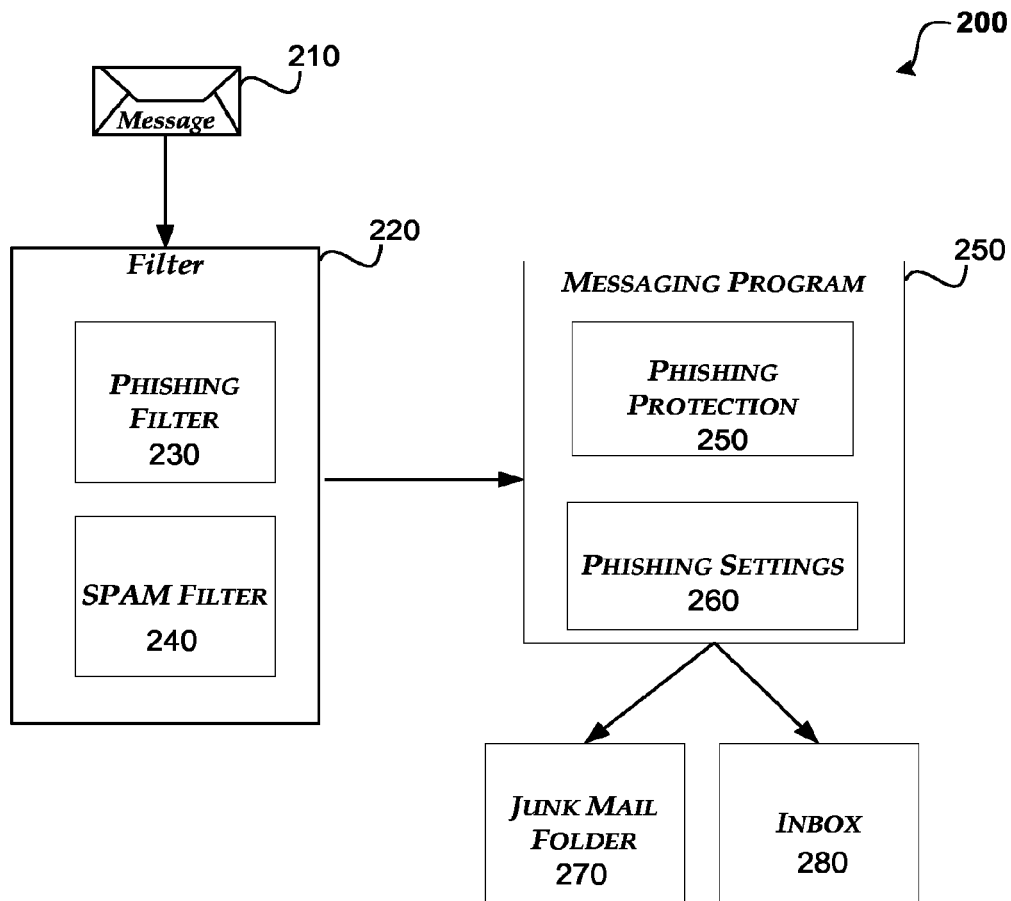 200
210
Message
220
Filter
PHISHING
FILTER
230
SPAM FILTER
240
250
MESSAGING PROGRAM
PHISHING
PROTECTION
250
PHISHING SETTINGS
260
JUNK MAIL
FOLDER
270
INBOX
280